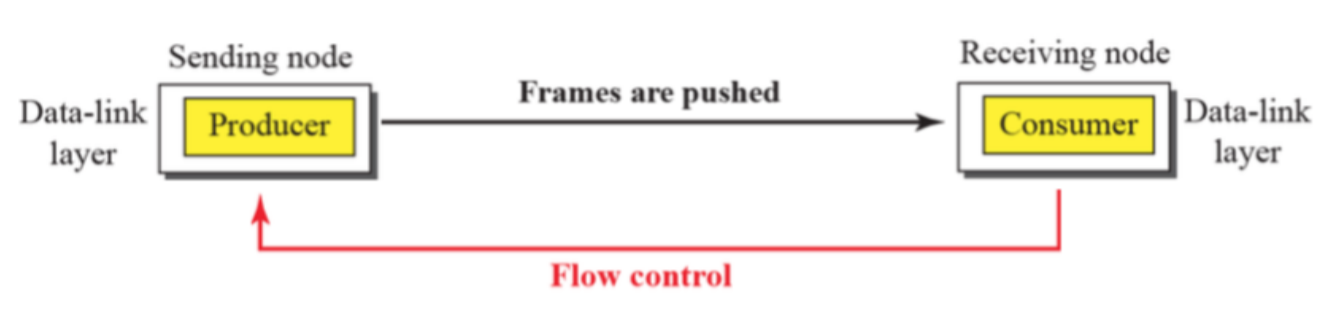 Sending node
Receiving node
Data-link
layer
Producer
Frames are pushed
Consumer
Data-link
layer
Flow control